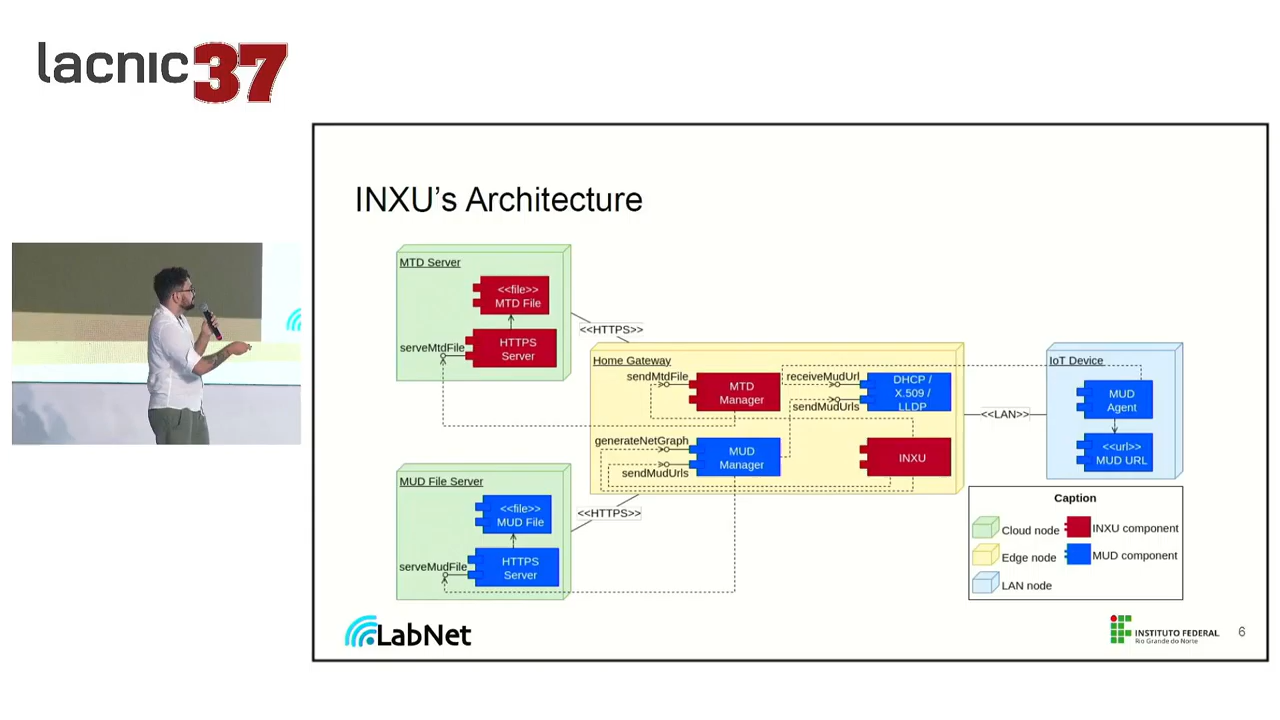 lacnic37
INXU's Architecture
MTD Server
<<file>>
MTD File
serveMtdFile
HTTPS
Server
<<HTTPS>>
Home Gateway
sendMtdFile
MTD
Manager
receiveMudUrl
DHCP /
X.509 /
LLDP
sendMudUrls
generateNetGraph
MUD
Manager
sendMudUrls
INXU
<<LAN>>
IoT Device
MUD
Agent
<<url>>
MUD URL
MUD File Server
<<file>>
MUD File
serveMudFile
HTTPS
Server
<<HTTPS>>
Caption
Cloud node
INXU component
Edge node
MUD component
LAN node
LabNet
INSTITUTO FEDERAL
Rio Grande do Norte
6